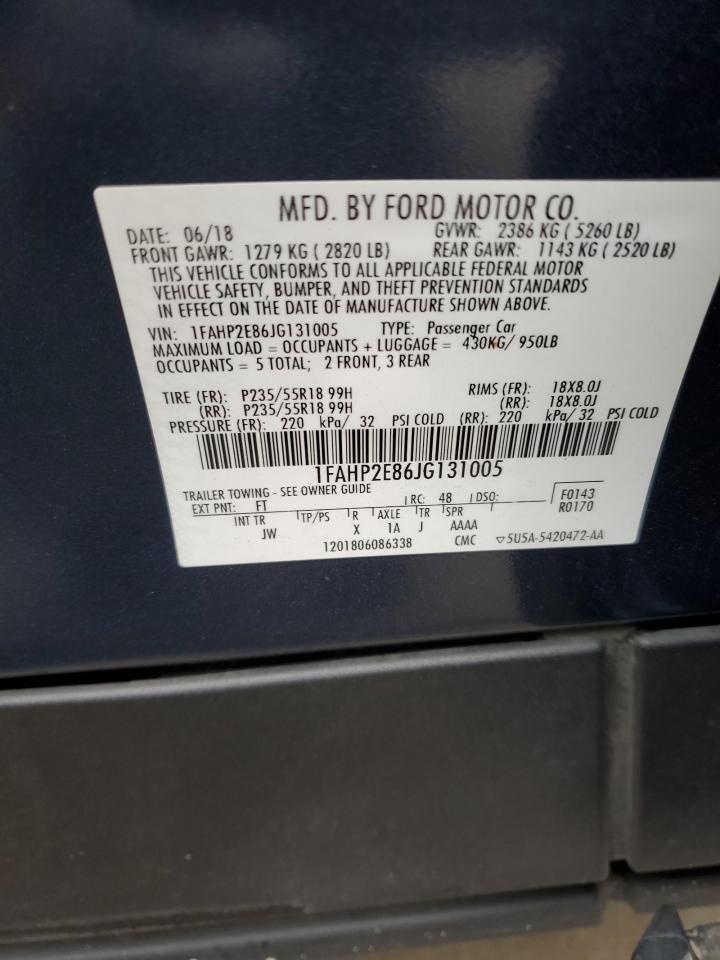 MFD. BY FORD MOTOR CO.
DATE: 06/18 GVWR: 2386 KG ( 5260 LB)
FRONT GAWR: 1279 KG ( 2820 LB) REAR GAWR: 1143 KG ( 2520 LB)
THIS VEHICLE CONFORMS TO ALL APPLICABLE FEDERAL MOTOR
VEHICLE SAFETY, BUMPER, AND THEFT PREVENTION STANDARDS
IN EFFECT ON THE DATE OF MANUFACTURE SHOWN ABOVE.
VIN: 1FAHP2E86JG131005 TYPE: Passenger Car
MAXIMUM LOAD = OCCUPANTS + LUGGAGE = 430KG/ 950LB
OCCUPANTS = 5 TOTAL; 2 FRONT, 3 REAR
TIRE (FR): P235/55R18 99H RIMS (FR): 18X8.0J
(RR): P235/55R18 99H (RR): 18X8.0J
PRESSURE (FR): 220 kPa/ 32 PSI COLD (RR): 220 kPa/ 32 PSI COLD
1FAHP2E86JG131005
TRAILER TOWING - SEE OWNER GUIDE
EXT PNT: FT RC: 48 DSO: F0143
R0170
INT TR TP/PS R AXLE TR SPR
JW X 1A J AAAA
1201806086338 CMC ▽5U5A-5420472-AA